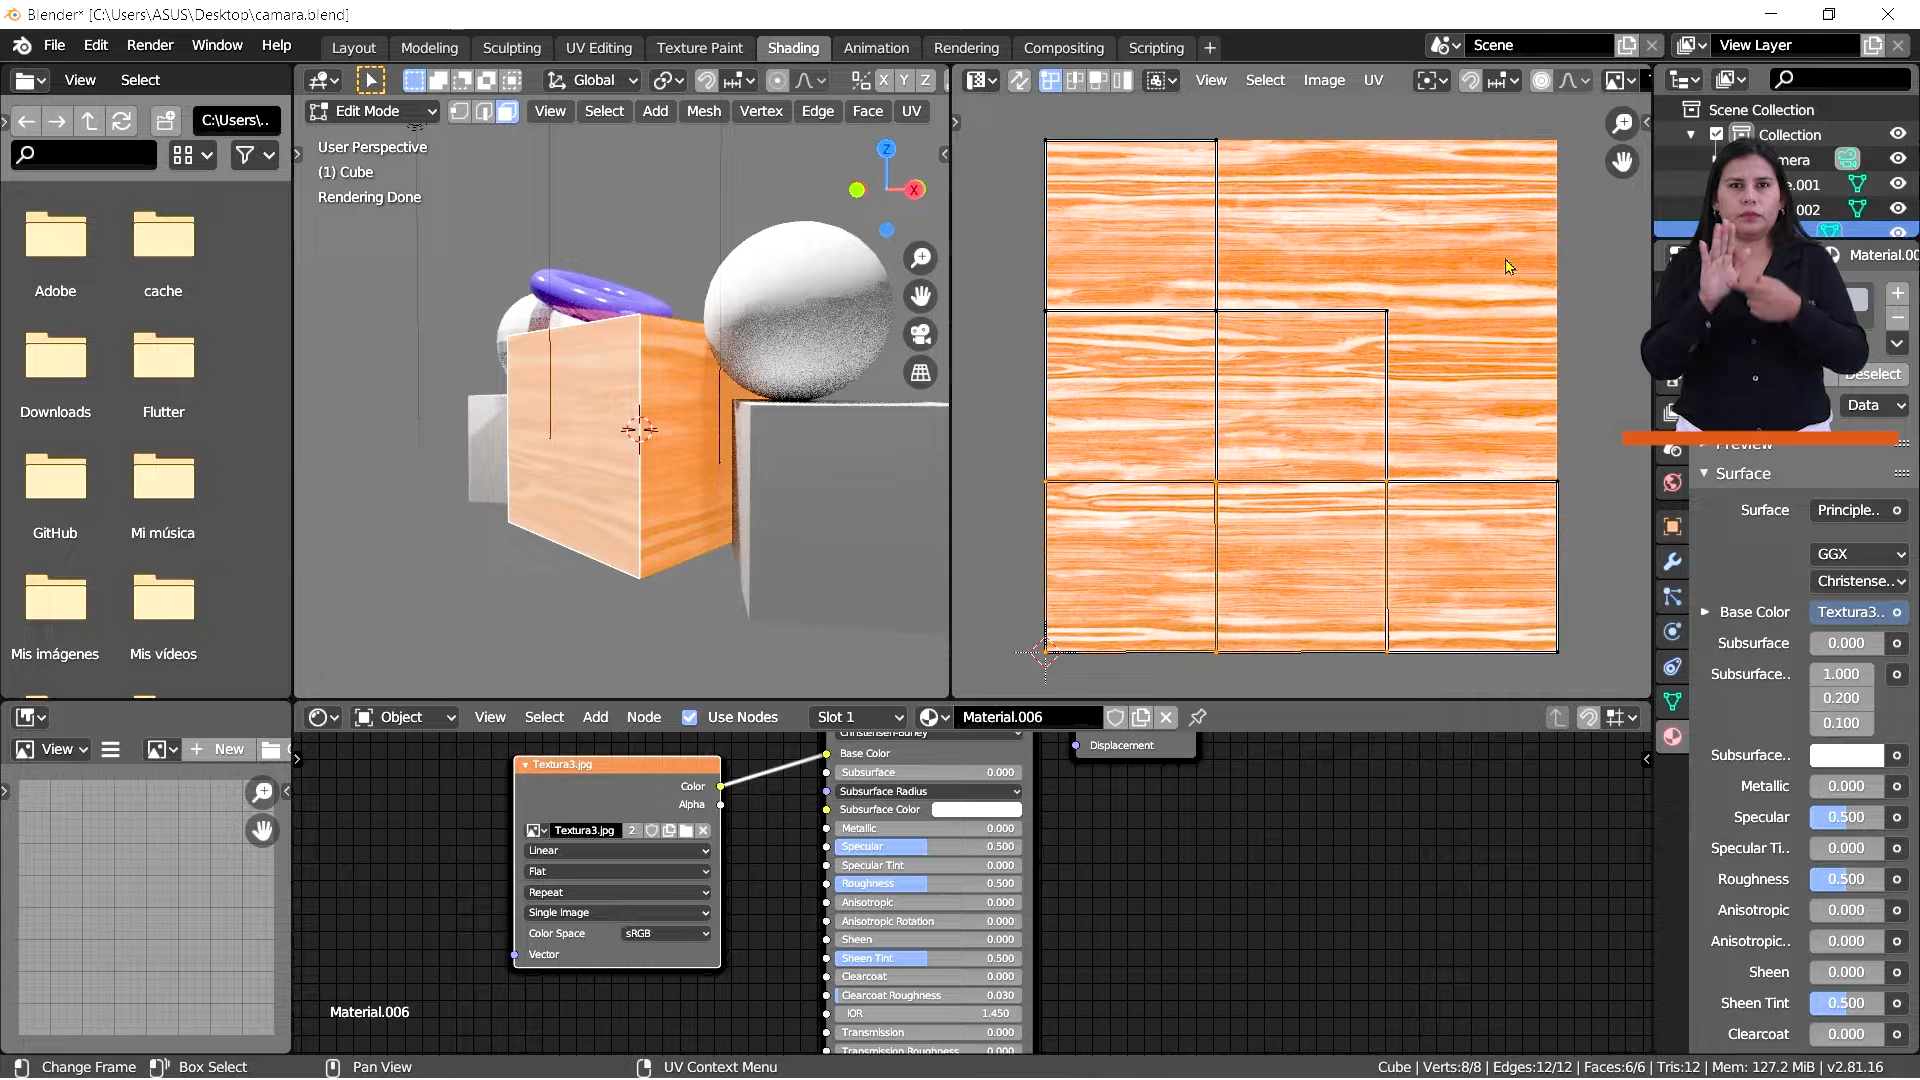 Blender* [C:\Users\ASUS\Desktop\camara.blend]
File Edit Render Window Help
Layout Modeling Sculpting UV Editing Texture Paint Shading Animation Rendering Compositing Scripting +
Scene
View Layer
View Select
Global
X Y Z
View Select Image UV
C:\Users\..
Edit Mode
View Select Add Mesh Vertex Edge Face UV
User Perspective
(1) Cube
Rendering Done
Z
X
Scene Collection
Collection
mera
e.001
002
Material.00
Downloads
Adobe
cache
Flutter
GitHub
Mi música
Mis imágenes
Mis vídeos
Deselect
Data
Preview
Surface
Surface Principle..
GGX
Christense..
Base Color Textura3..
Subsurface 0.000
Subsurface.. 1.000
0.200
0.100
Subsurface..
Metallic 0.000
Specular 0.500
Specular Ti.. 0.000
Roughness 0.500
Anisotropic 0.000
Anisotropic.. 0.000
Sheen 0.000
Sheen Tint 0.500
Clearcoat 0.000
View
New
Object
View Select Add Node Use Nodes
Slot 1
Material.006
Textura3.jpg
Color
Alpha
Textura3.jpg 2
Linear
Flat
Repeat
Single Image
Color Space sRGB
Vector
Christensen-Burley
Base Color
Subsurface 0.000
Subsurface Radius
Subsurface Color
Metallic 0.000
Specular 0.500
Specular Tint 0.000
Roughness 0.500
Anisotropic 0.000
Anisotropic Rotation 0.000
Sheen 0.000
Sheen Tint 0.500
Clearcoat 0.000
Clearcoat Roughness 0.030
IOR 1.450
Transmission 0.000
Transmission Roughness 0.000
Displacement
Material.006
Change Frame Box Select Pan View UV Context Menu
Cube | Verts:8/8 | Edges:12/12 | Faces:6/6 | Tris:12 | Mem: 127.2 MiB | v2.81.16